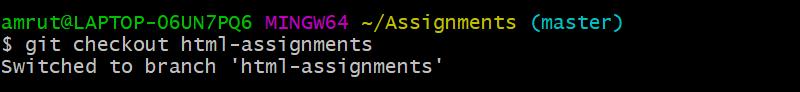 amrut@LAPTOP-O6UN7PQ6 MINGW64 ~/Assignments (master)
$ git checkout html-assignments
Switched to branch 'html-assignments'